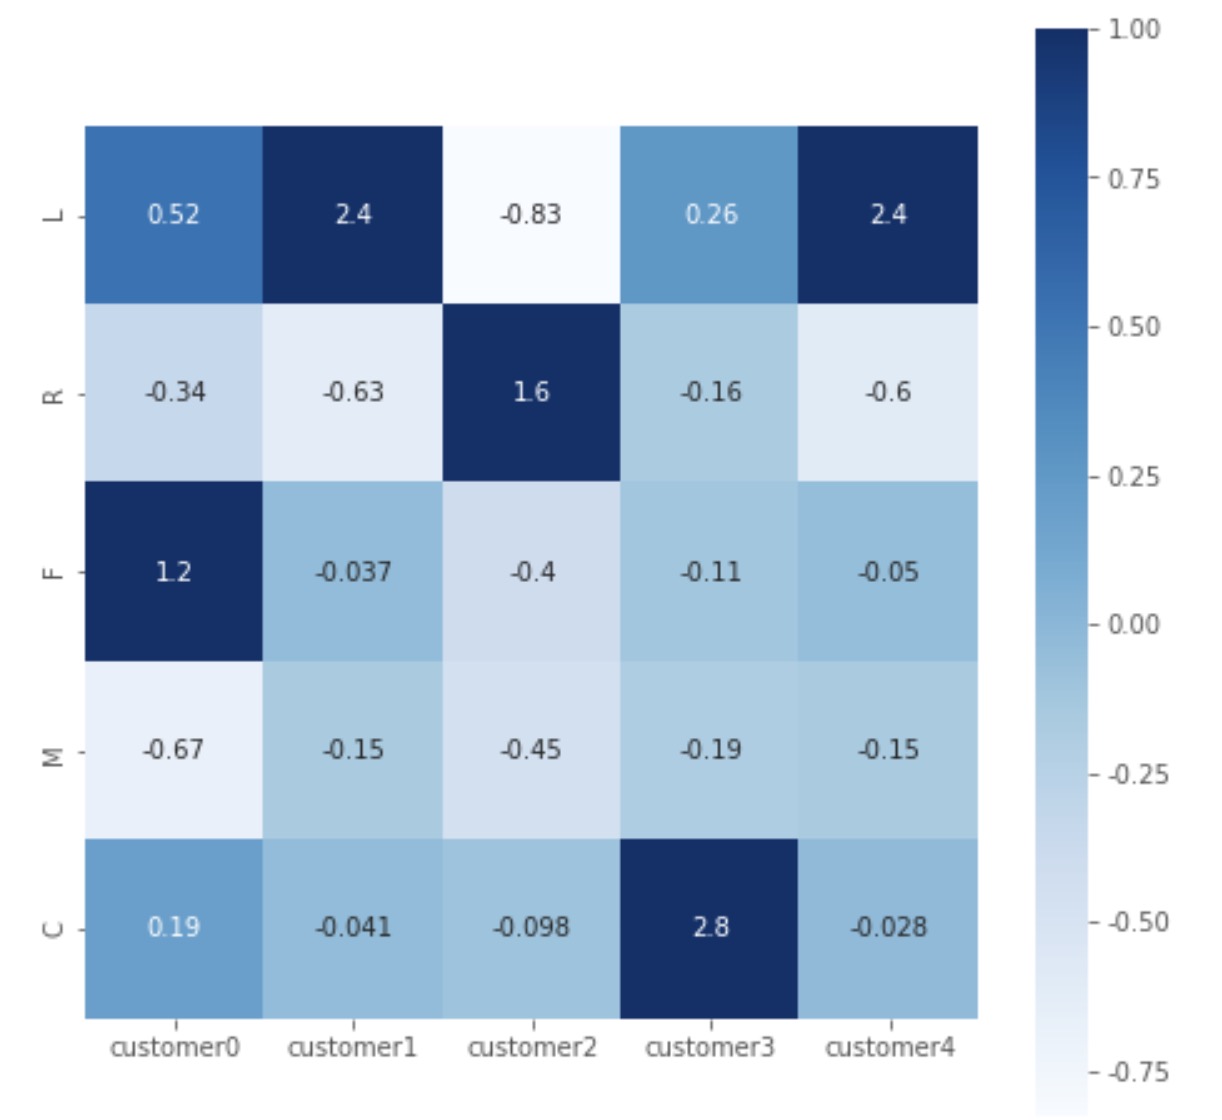 1.00
L 0.52 2.4 -0.83 0.26 2.4
0.75
0.50
R -0.34 -0.63 1.6 -0.16 -0.6
0.25
F 1.2 -0.037 -0.4 -0.11 -0.05
0.00
M -0.67 -0.15 -0.45 -0.19 -0.15
-0.25
C 0.19 -0.041 -0.098 2.8 -0.028
-0.50
customer0 customer1 customer2 customer3 customer4
-0.75